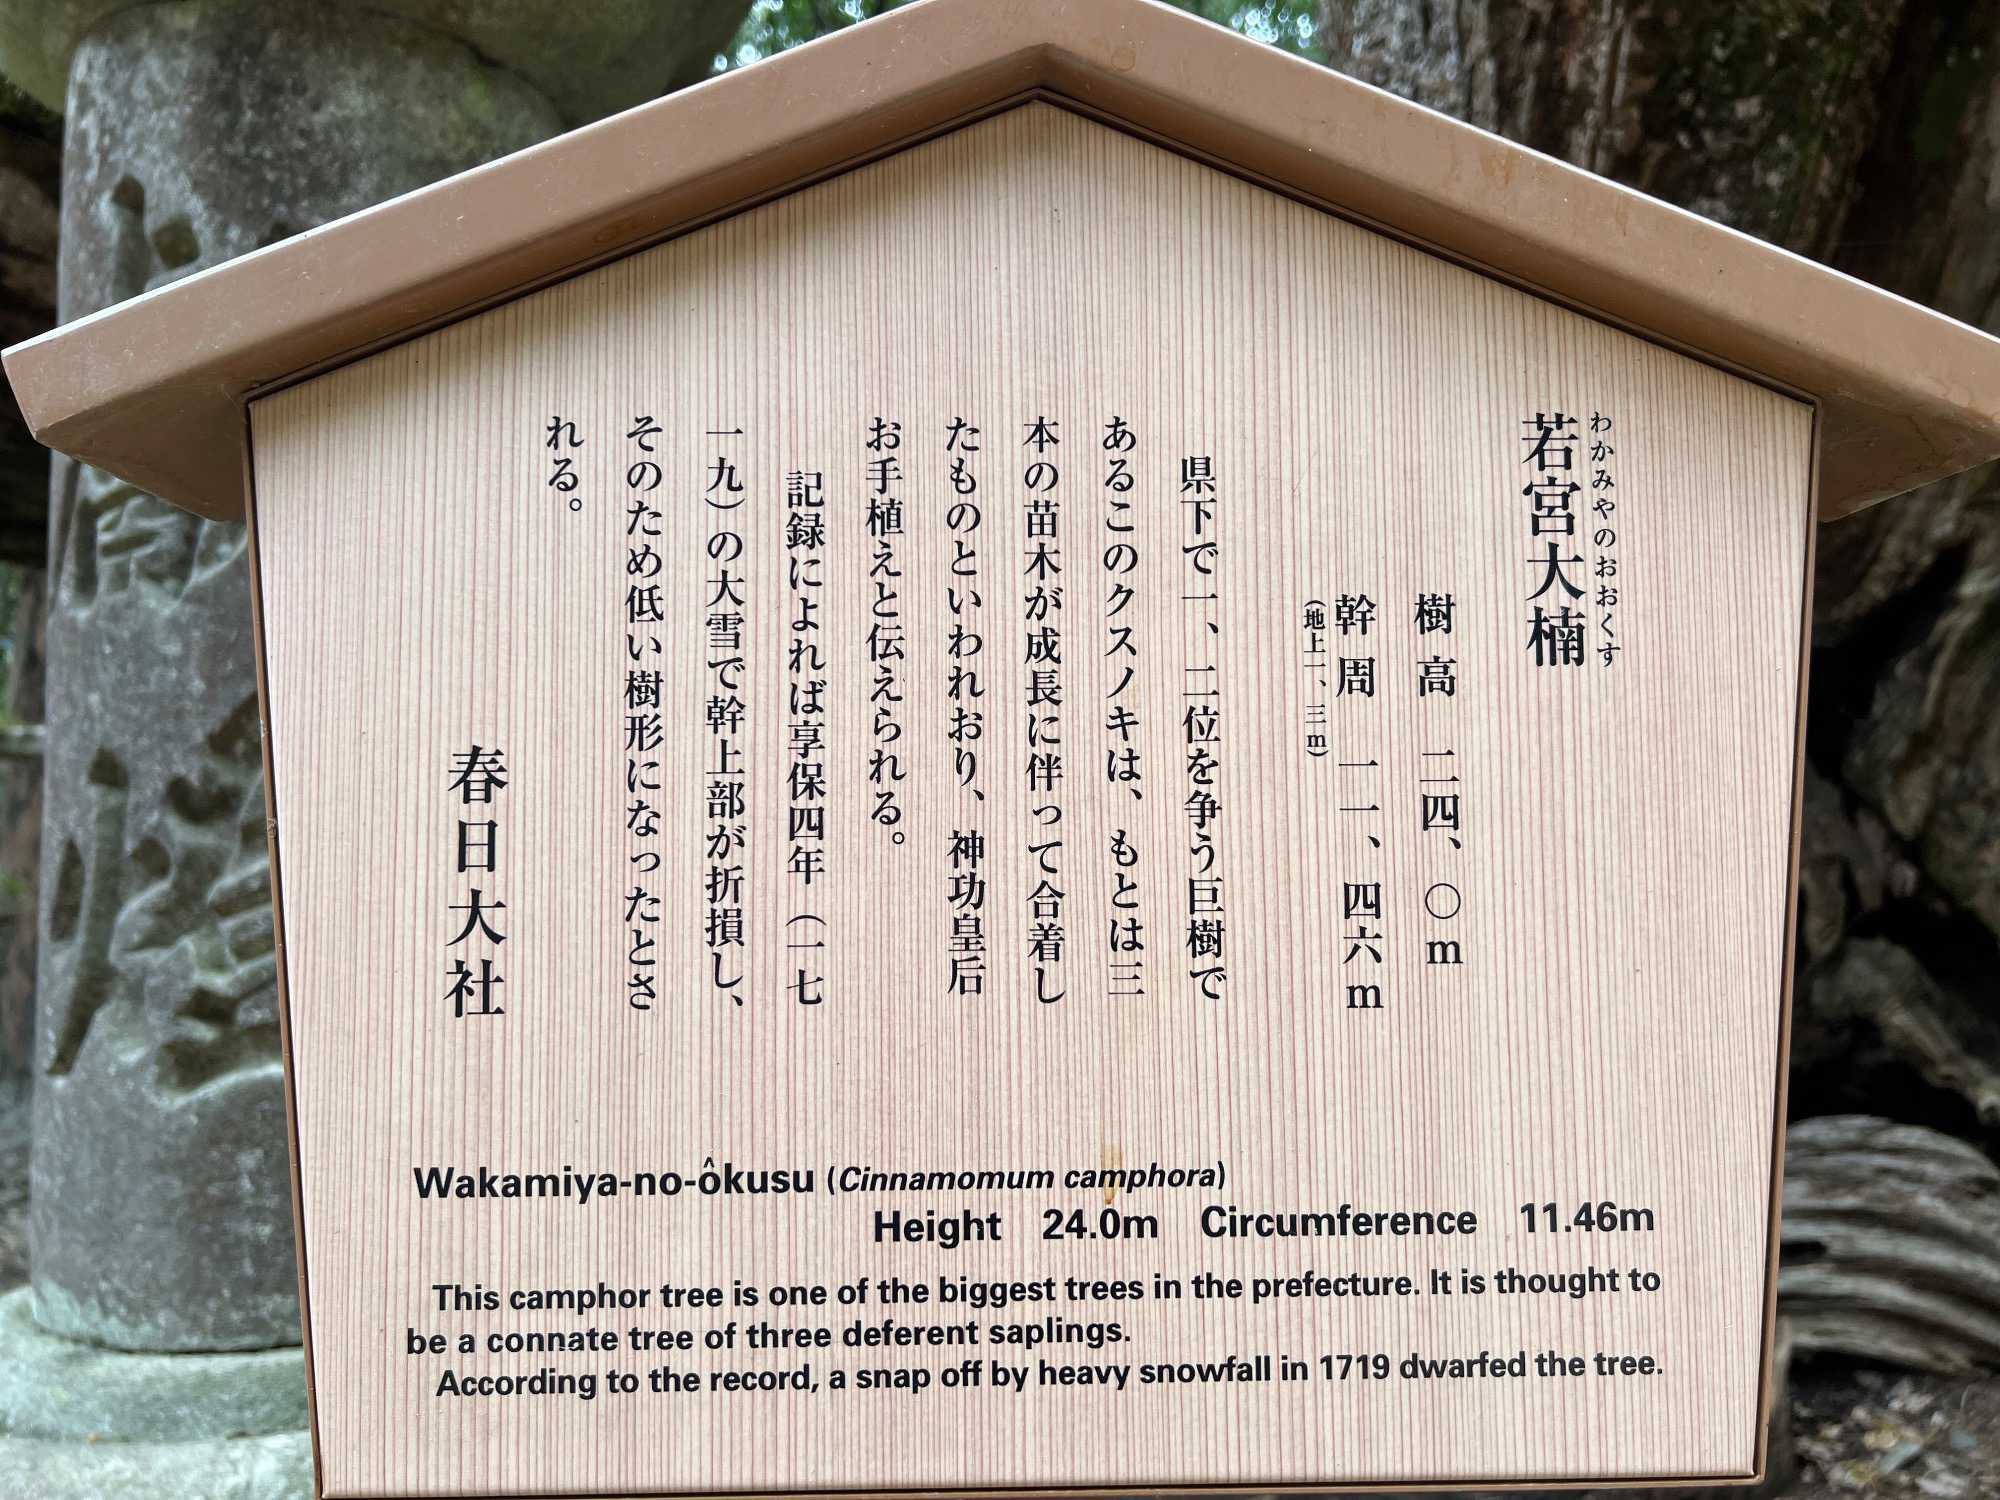 わかみやのおおくす
若宮大楠
樹高 二四、〇m
幹周 一一、四六m
(地上一、三m)
県下で一、二位を争う巨樹で
あるこのクスノキは、もとは三
本の苗木が成長に伴って合着し
たものといわれおり、神功皇后
お手植えと伝えられる。
記録によれば享保四年(一七
一九)の大雪で幹上部が折損し、
そのため低い樹形になったとさ
れる。
春日大社
Wakamiya-no-ôkusu (Cinnamomum camphora)
Height 24.0m Circumference 11.46m
This camphor tree is one of the biggest trees in the prefecture. It is thought to
be a connate tree of three deferent saplings.
According to the record, a snap off by heavy snowfall in 1719 dwarfed the tree.